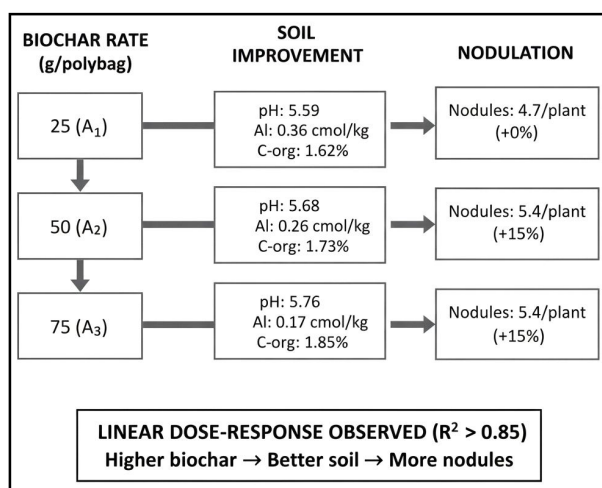 BIOCHAR RATE
(g/polybag)
SOIL
IMPROVEMENT
NODULATION
25 (A₁)
pH: 5.59
Al: 0.36 cmol/kg
C-org: 1.62%
Nodules: 4.7/plant
(+0%)
50 (A₂)
pH: 5.68
Al: 0.26 cmol/kg
C-org: 1.73%
Nodules: 5.4/plant
(+15%)
75 (A₃)
pH: 5.76
Al: 0.17 cmol/kg
C-org: 1.85%
Nodules: 5.4/plant
(+15%)
LINEAR DOSE-RESPONSE OBSERVED (R² > 0.85)
Higher biochar → Better soil → More nodules